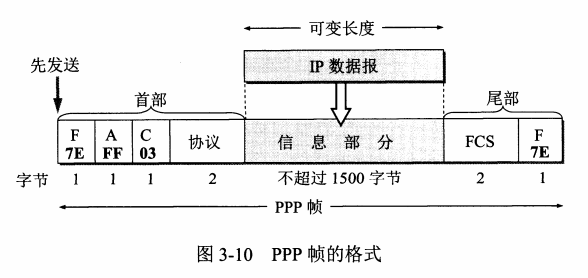 可变长度
IP 数据报
先发送
首部
尾部
F A C 协议 信息部分 FCS F
7E FF 03 7E
字节 1 1 1 2 不超过 1500 字节 2 1
PPP 帧
图 3-10 PPP 帧的格式